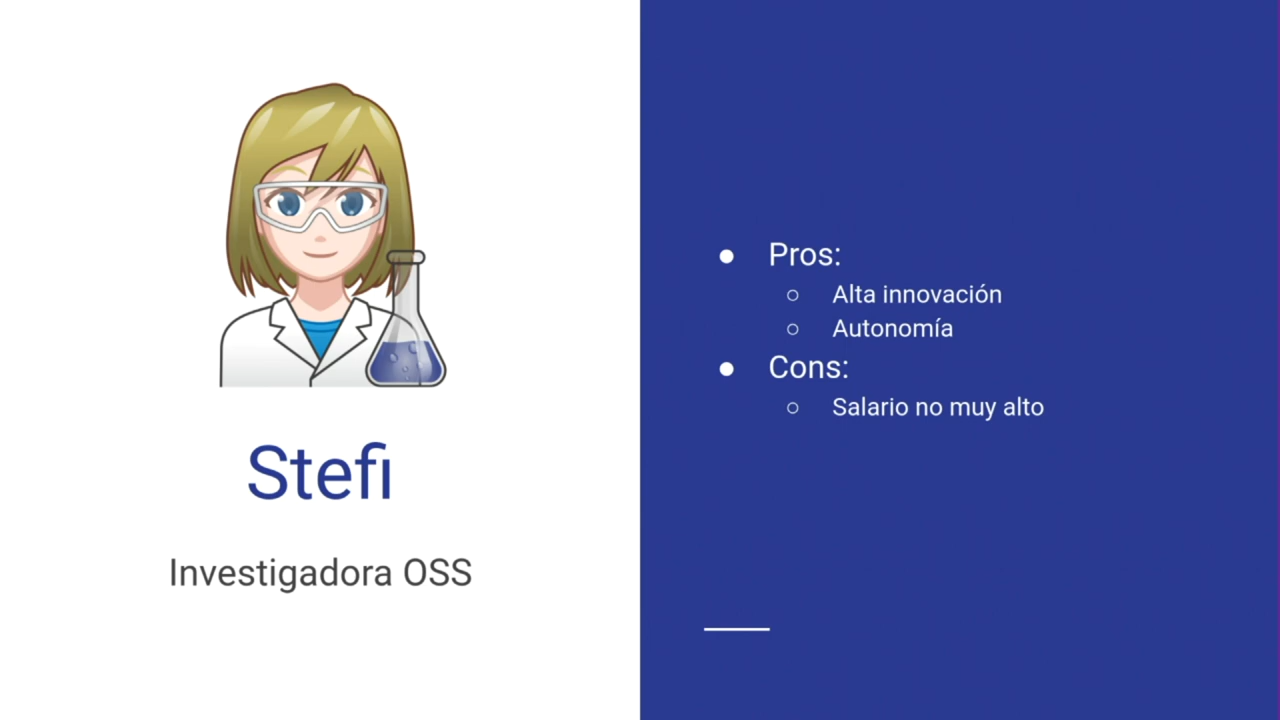 Stefi
Investigadora OSS
● Pros:
○ Alta innovación
○ Autonomía
● Cons:
○ Salario no muy alto